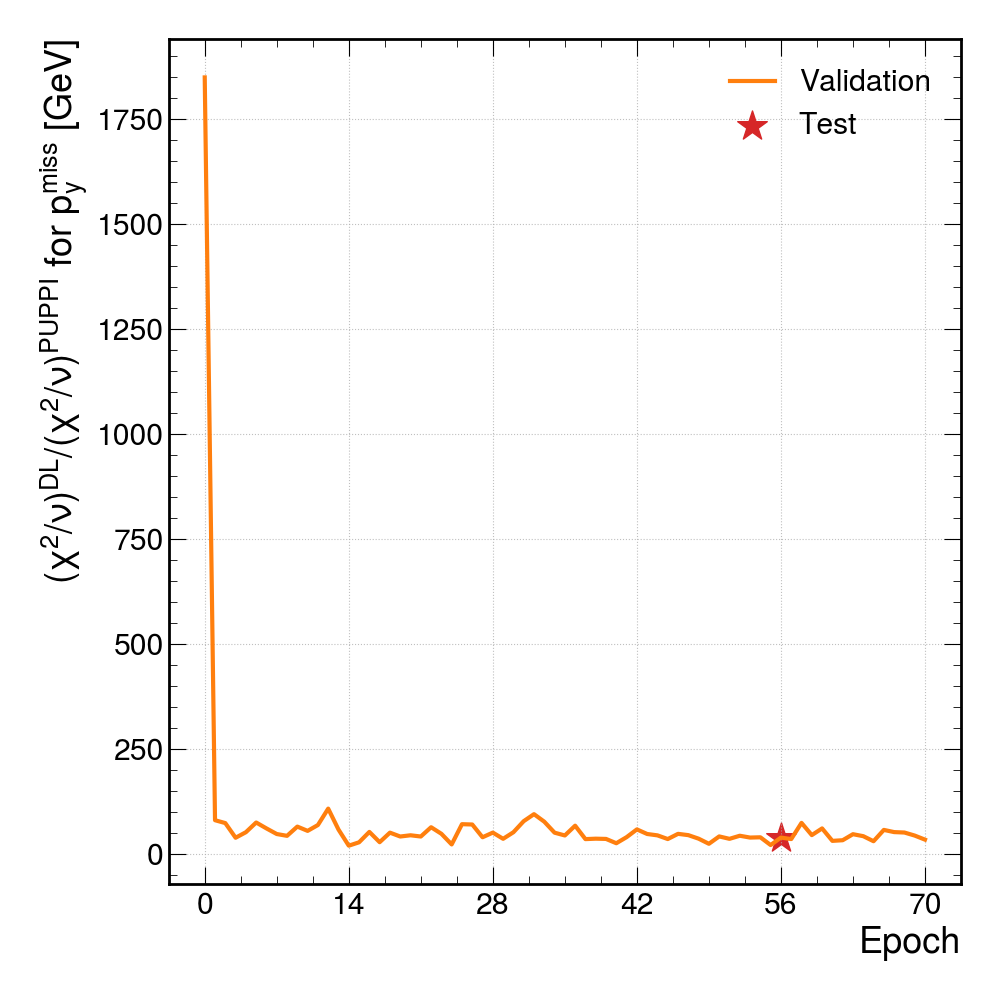 (χ²/ν)ᴰᴸ/(χ²/ν)ᴾᵁᴾᴾᴵ for p_y^miss [GeV]
Validation
Test
1750
1500
1250
1000
750
500
250
0
0 14 28 42 56 70
Epoch